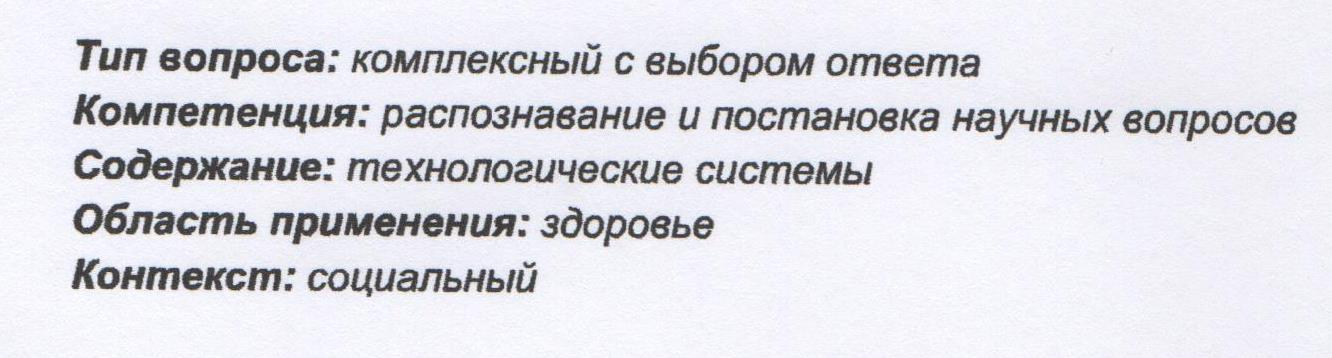 Тип вопроса: комплексный с выбором ответа
Компетенция: распознавание и постановка научных вопросов
Содержание: технологические системы
Область применения: здоровье
Контекст: социальный